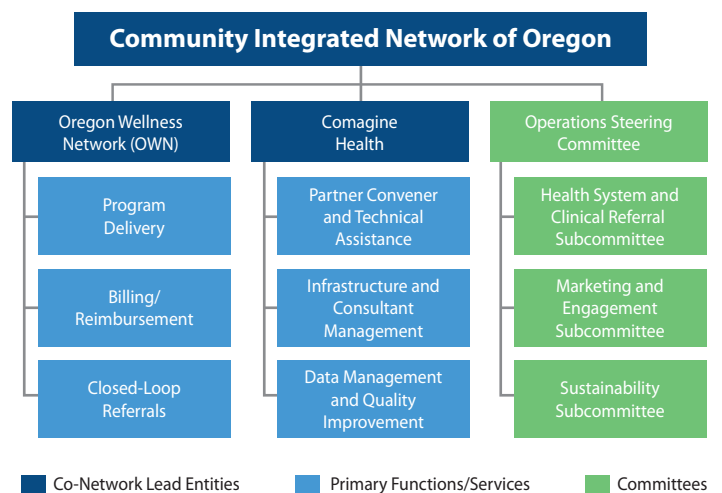 Community Integrated Network of Oregon
Oregon Wellness
Network (OWN)
Program
Delivery
Billing/
Reimbursement
Closed-Loop
Referrals
Comagine
Health
Partner Convener
and Technical
Assistance
Infrastructure and
Consultant
Management
Data Management
and Quality
Improvement
Operations Steering
Committee
Health System and
Clinical Referral
Subcommittee
Marketing and
Engagement
Subcommittee
Sustainability
Subcommittee
Co-Network Lead Entities
Primary Functions/Services
Committees